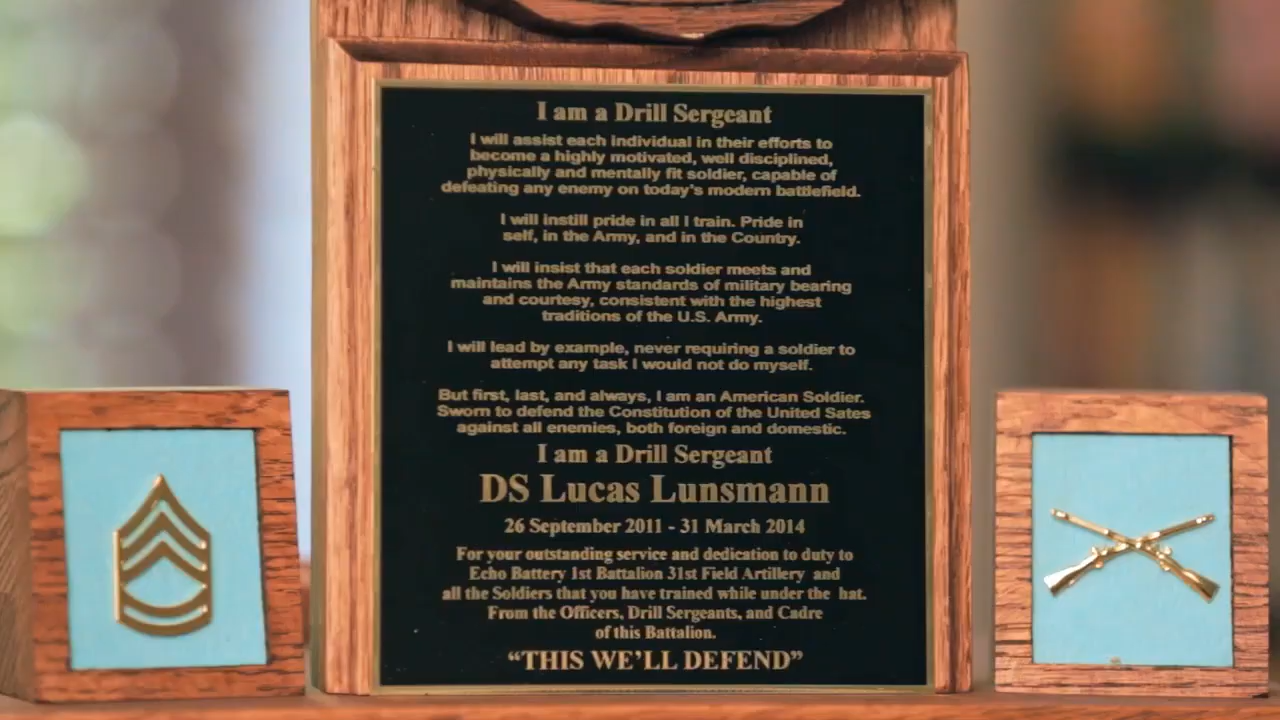 I am a Drill Sergeant
I will assist each individual in their efforts to
become a highly motivated, well disciplined,
physically and mentally fit soldier, capable of
defeating any enemy on today's modern battlefield.
I will instill pride in all I train. Pride in
self, in the Army, and in the Country.
I will insist that each soldier meets and
maintains the Army standards of military bearing
and courtesy, consistent with the highest
traditions of the U.S. Army.
I will lead by example, never requiring a soldier to
attempt any task I would not do myself.
But first, last, and always, I am an American Soldier.
Sworn to defend the Constitution of the United Sates
against all enemies, both foreign and domestic.
I am a Drill Sergeant
DS Lucas Lunsmann
26 September 2011 - 31 March 2014
For your outstanding service and dedication to duty to
Echo Battery 1st Battalion 31st Field Artillery and
all the Soldiers that you have trained while under the hat.
From the Officers, Drill Sergeants, and Cadre
of this Battalion.
“THIS WE'LL DEFEND”